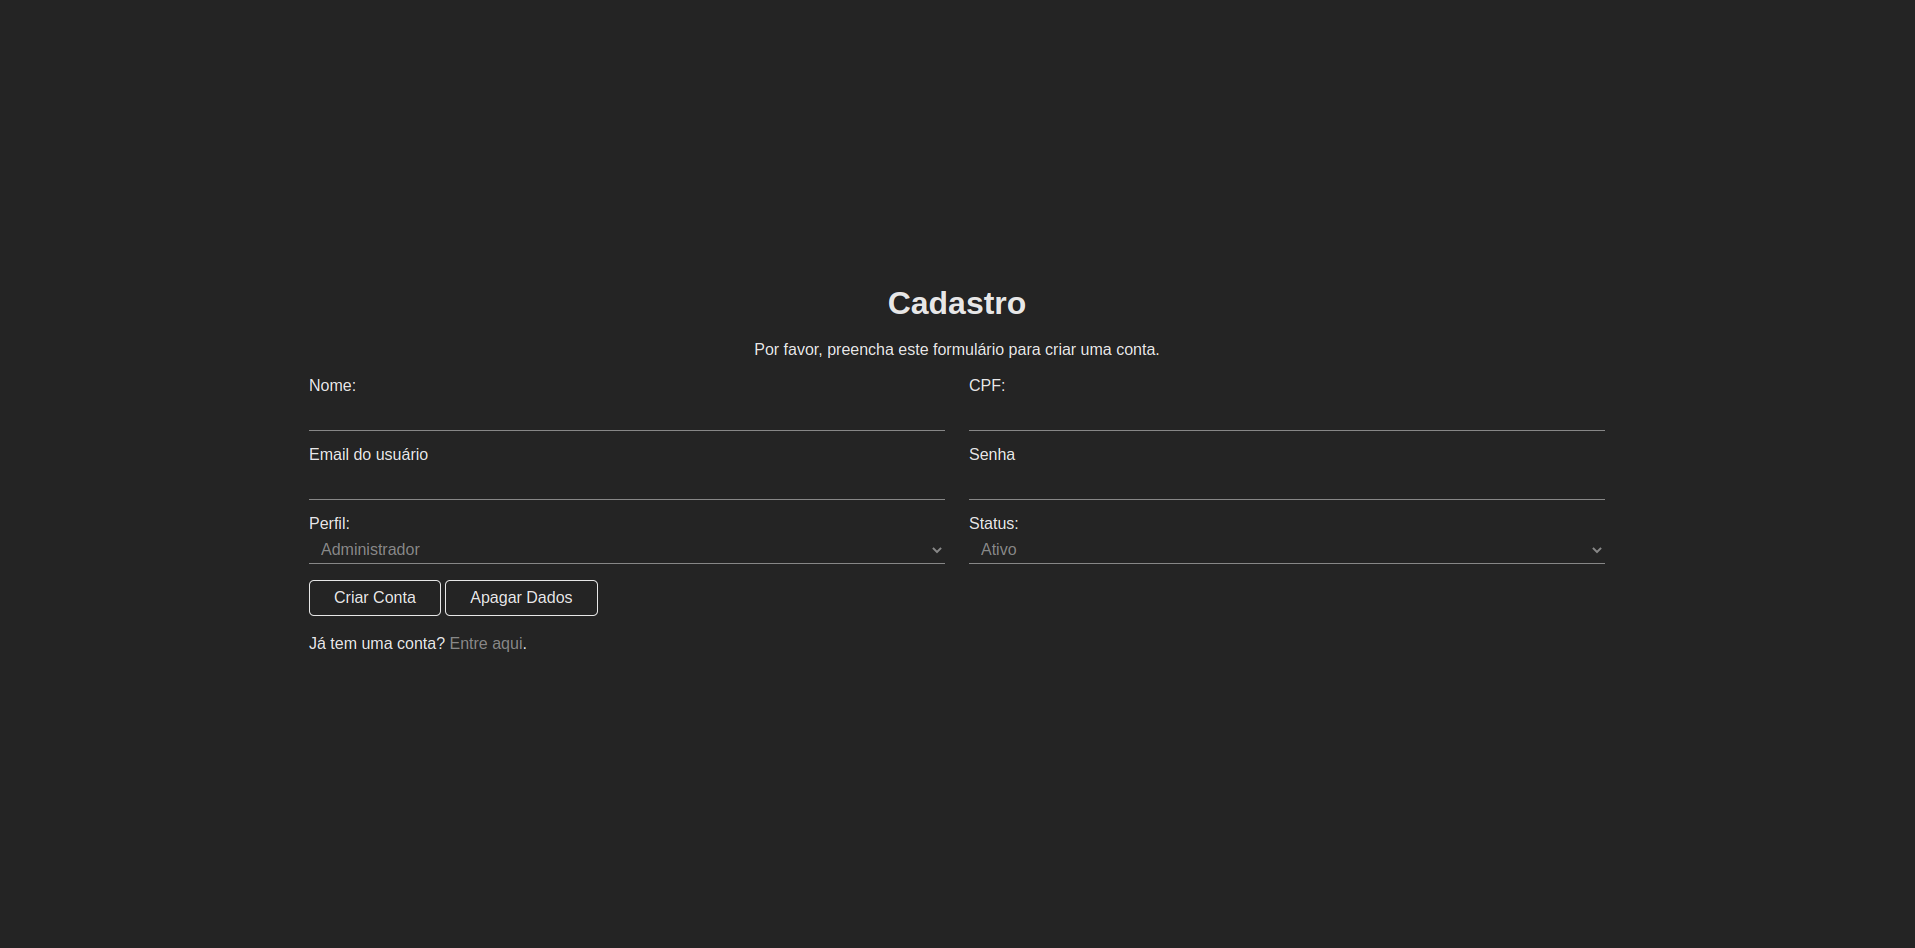 Cadastro
Por favor, preencha este formulário para criar uma conta.
Nome: CPF:
Email do usuário Senha
Perfil: Status:
Administrador Ativo
Criar Conta Apagar Dados
Já tem uma conta? Entre aqui.